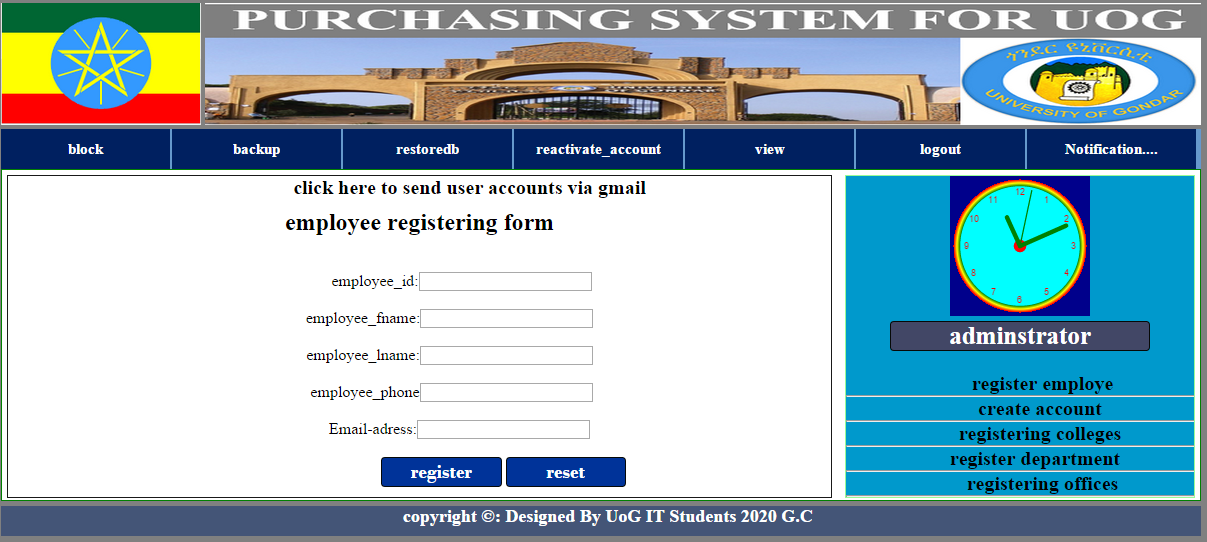 PURCHASING SYSTEM FOR UOG
ጎንደር ዩኒቨርሲቲ
UNIVERSITY OF GONDAR
block backup restoredb reactivate_account view logout Notification....
click here to send user accounts via gmail
employee registering form
employee_id:
employee_fname:
employee_lname:
employee_phone
Email-adress:
register reset
12
1
2
3
4
5
6
7
8
9
10
11
adminstrator
register employe
create account
registering colleges
register department
registering offices
copyright ©: Designed By UoG IT Students 2020 G.C